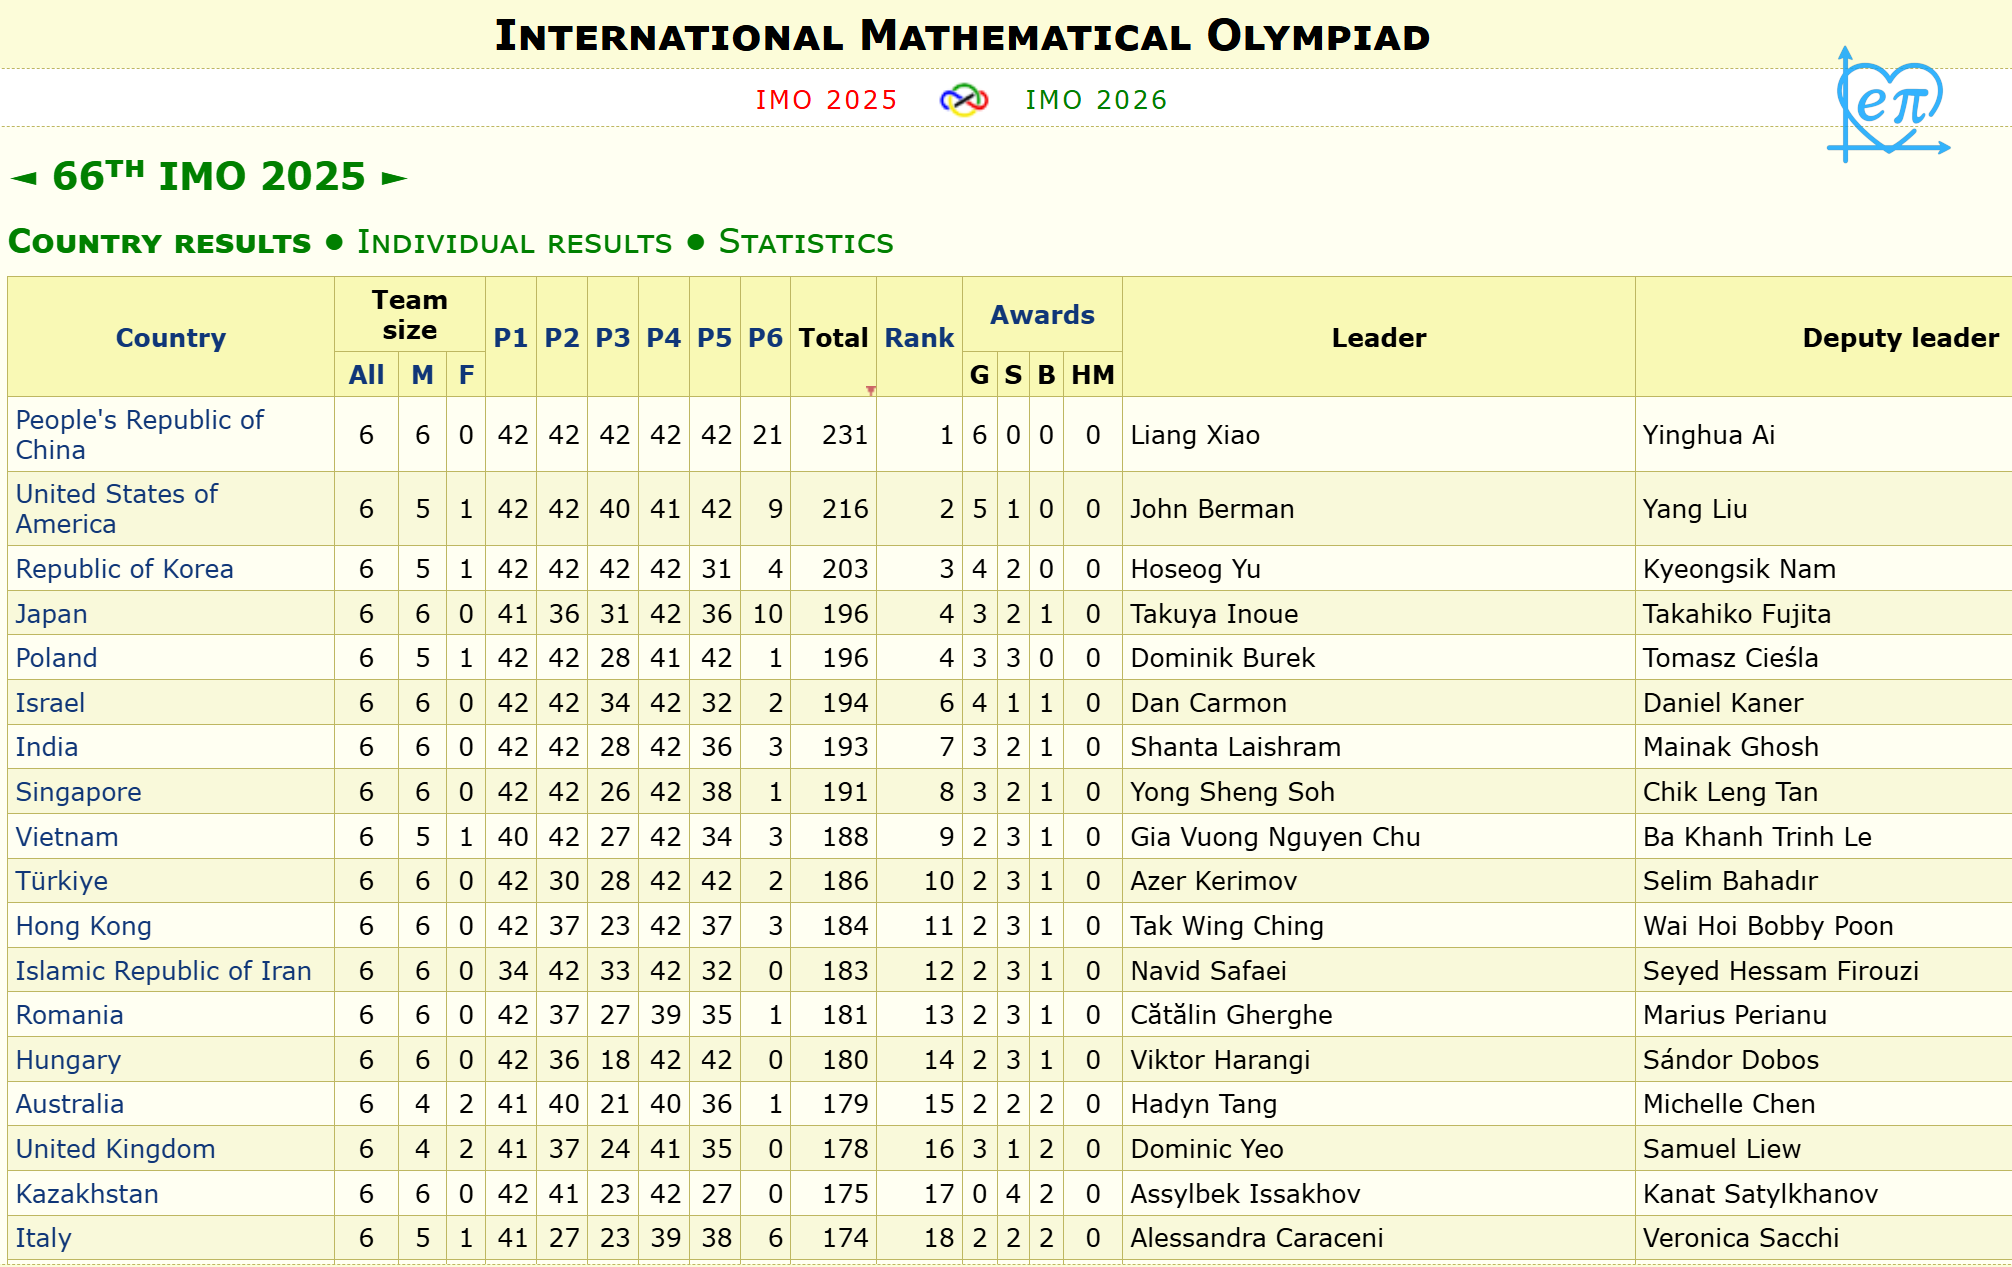 International Mathematical Olympiad
IMO 2025 IMO 2026
eπ
◄ 66TH IMO 2025 ►
Country results • Individual results • Statistics
Country Team size P1 P2 P3 P4 P5 P6 Total Rank Awards Leader Deputy leader
All M F G S B HM
People's Republic of China 6 6 0 42 42 42 42 42 21 231 1 6 0 0 0 Liang Xiao Yinghua Ai
United States of America 6 5 1 42 42 40 41 42 9 216 2 5 1 0 0 John Berman Yang Liu
Republic of Korea 6 5 1 42 42 42 42 31 4 203 3 4 2 0 0 Hoseog Yu Kyeongsik Nam
Japan 6 6 0 41 36 31 42 36 10 196 4 3 2 1 0 Takuya Inoue Takahiko Fujita
Poland 6 5 1 42 42 28 41 42 1 196 4 3 3 0 0 Dominik Burek Tomasz Cieśla
Israel 6 6 0 42 42 34 42 32 2 194 6 4 1 1 0 Dan Carmon Daniel Kaner
India 6 6 0 42 42 28 42 36 3 193 7 3 2 1 0 Shanta Laishram Mainak Ghosh
Singapore 6 6 0 42 42 26 42 38 1 191 8 3 2 1 0 Yong Sheng Soh Chik Leng Tan
Vietnam 6 5 1 40 42 27 42 34 3 188 9 2 3 1 0 Gia Vuong Nguyen Chu Ba Khanh Trinh Le
Türkiye 6 6 0 42 30 28 42 42 2 186 10 2 3 1 0 Azer Kerimov Selim Bahadır
Hong Kong 6 6 0 42 37 23 42 37 3 184 11 2 3 1 0 Tak Wing Ching Wai Hoi Bobby Poon
Islamic Republic of Iran 6 6 0 34 42 33 42 32 0 183 12 2 3 1 0 Navid Safaei Seyed Hessam Firouzi
Romania 6 6 0 42 37 27 39 35 1 181 13 2 3 1 0 Cătălin Gherghe Marius Perianu
Hungary 6 6 0 42 36 18 42 42 0 180 14 2 3 1 0 Viktor Harangi Sándor Dobos
Australia 6 4 2 41 40 21 40 36 1 179 15 2 2 2 0 Hadyn Tang Michelle Chen
United Kingdom 6 4 2 41 37 24 41 35 0 178 16 3 1 2 0 Dominic Yeo Samuel Liew
Kazakhstan 6 6 0 42 41 23 42 27 0 175 17 0 4 2 0 Assylbek Issakhov Kanat Satylkhanov
Italy 6 5 1 41 27 23 39 38 6 174 18 2 2 2 0 Alessandra Caraceni Veronica Sacchi